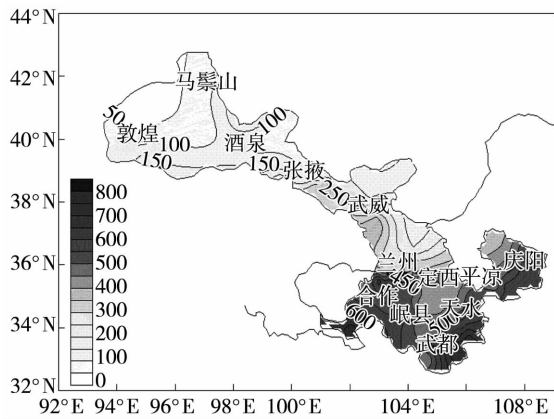 44°N
42°N
40°N
38°N
36°N
34°N
32°N
马鬃山
50
敦煌
100
150
酒泉
100
150
张掖
250
武威
兰州
450
定西
平凉
庆阳
合作
600
岷县
天水
500
武都
800
700
600
500
400
300
200
100
0
92°E
94°E
96°E
98°E
100°E
102°E
104°E
106°E
108°E